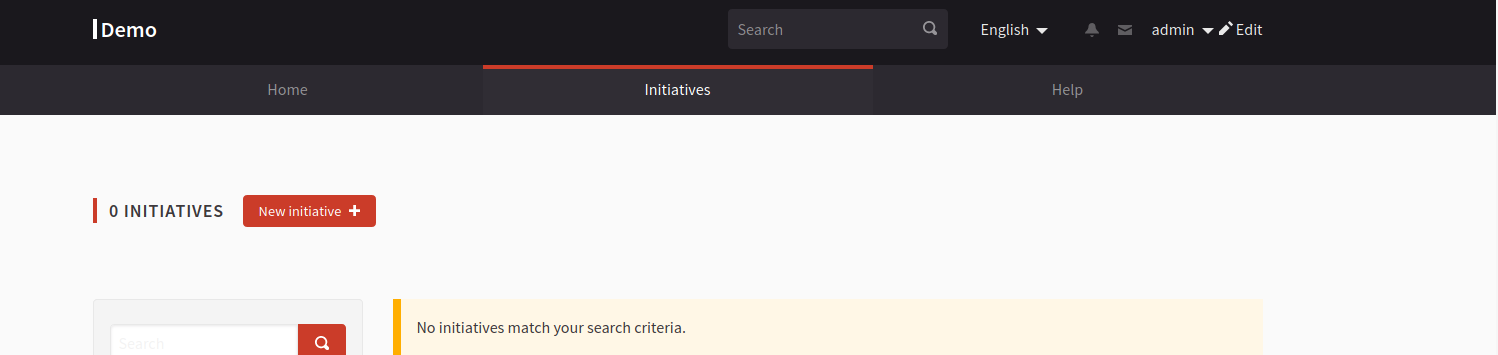 Demo
Search
English
admin
Edit
Home
Initiatives
Help
0 INITIATIVES
New initiative
Search
No initiatives match your search criteria.